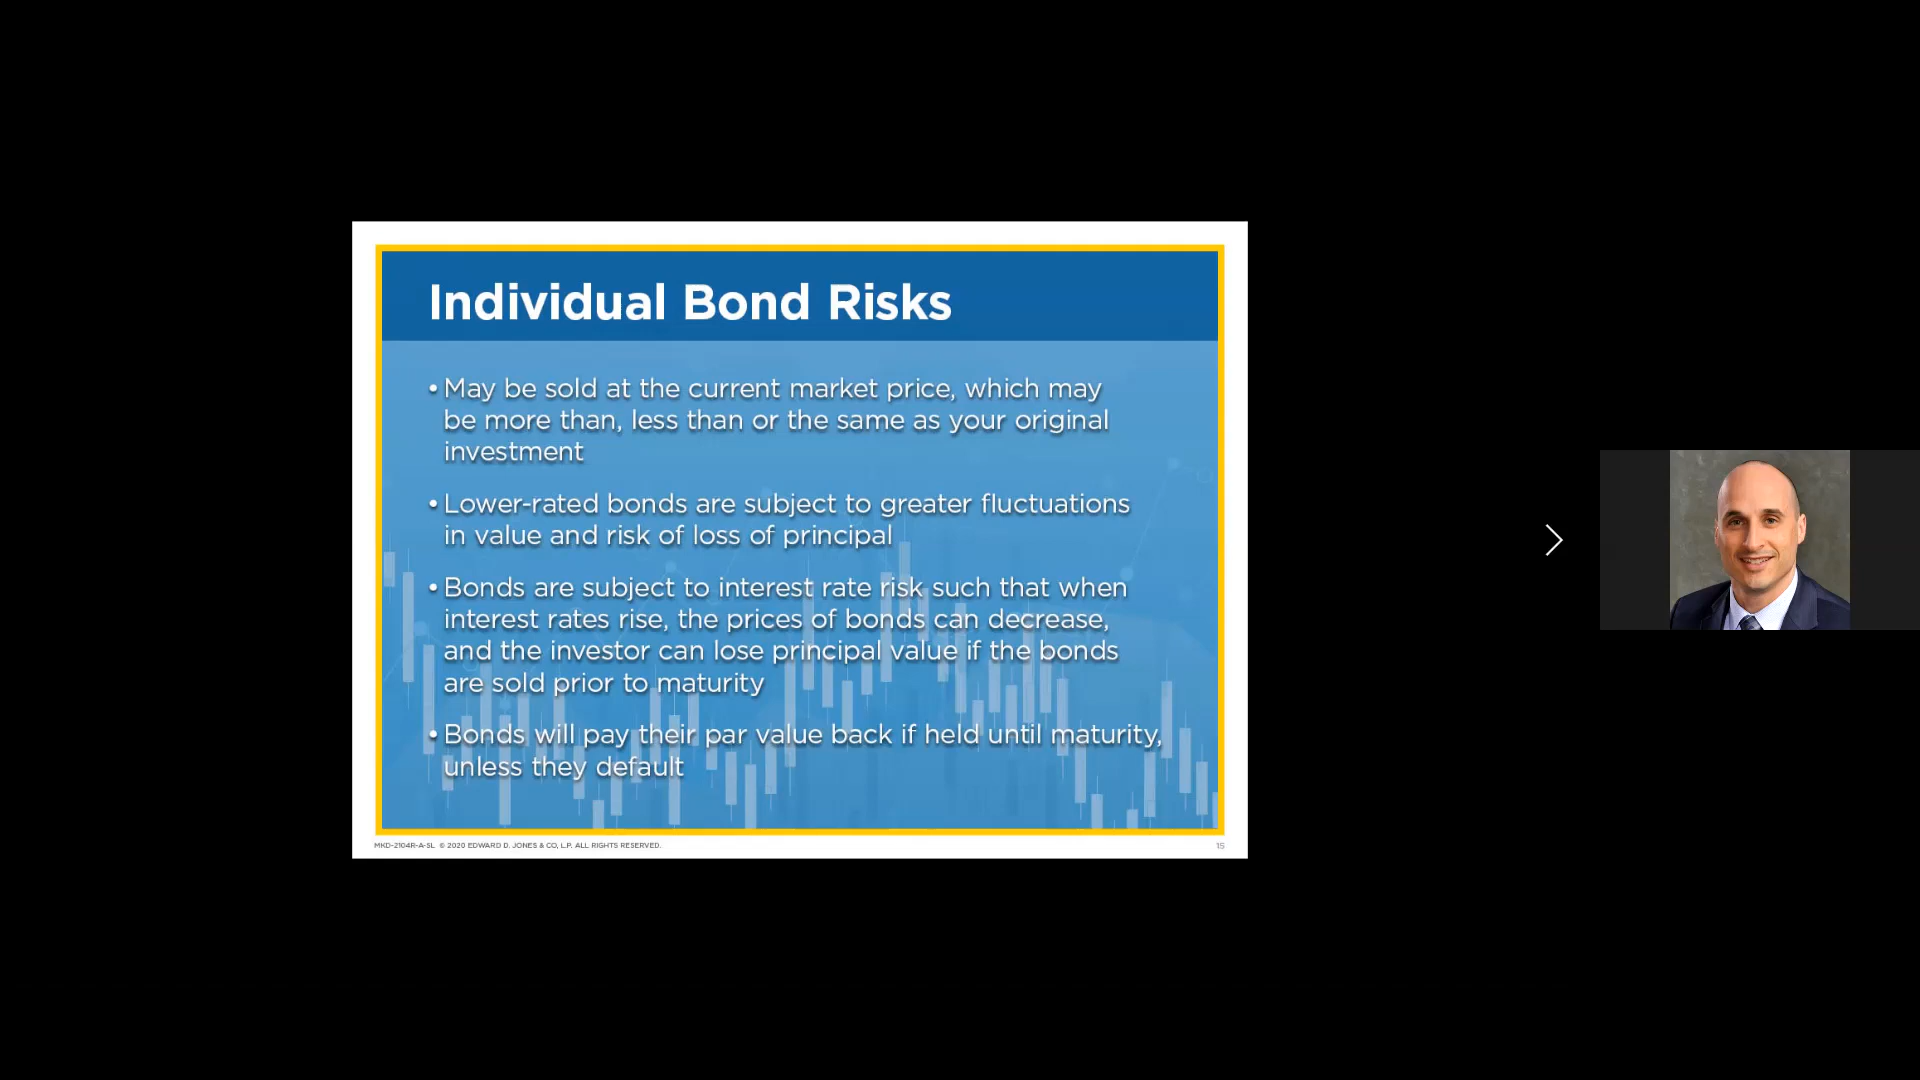 Individual Bond Risks
• May be sold at the current market price, which may
be more than, less than or the same as your original
investment
• Lower-rated bonds are subject to greater fluctuations
in value and risk of loss of principal
• Bonds are subject to interest rate risk such that when
interest rates rise, the prices of bonds can decrease,
and the investor can lose principal value if the bonds
are sold prior to maturity
• Bonds will pay their par value back if held until maturity,
unless they default
MKD-2104R-A-SL © 2020 EDWARD D. JONES & CO, L.P. ALL RIGHTS RESERVED.
15